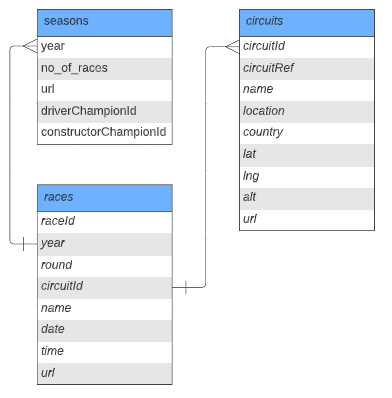 seasons
year
no_of_races
url
driverChampionId
constructorChampionId
circuits
circuitId
circuitRef
name
location
country
lat
lng
alt
url
races
raceId
year
round
circuitId
name
date
time
url